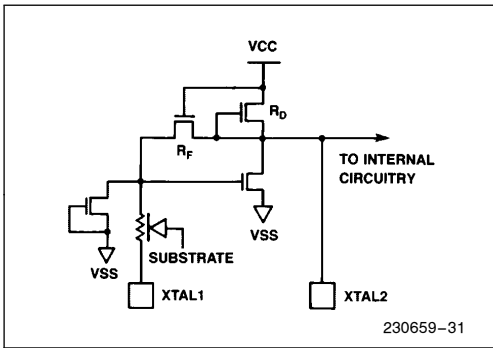 VCC
R_D
R_F
TO INTERNAL
CIRCUITRY
VSS
SUBSTRATE
VSS
XTAL1
XTAL2
230659–31